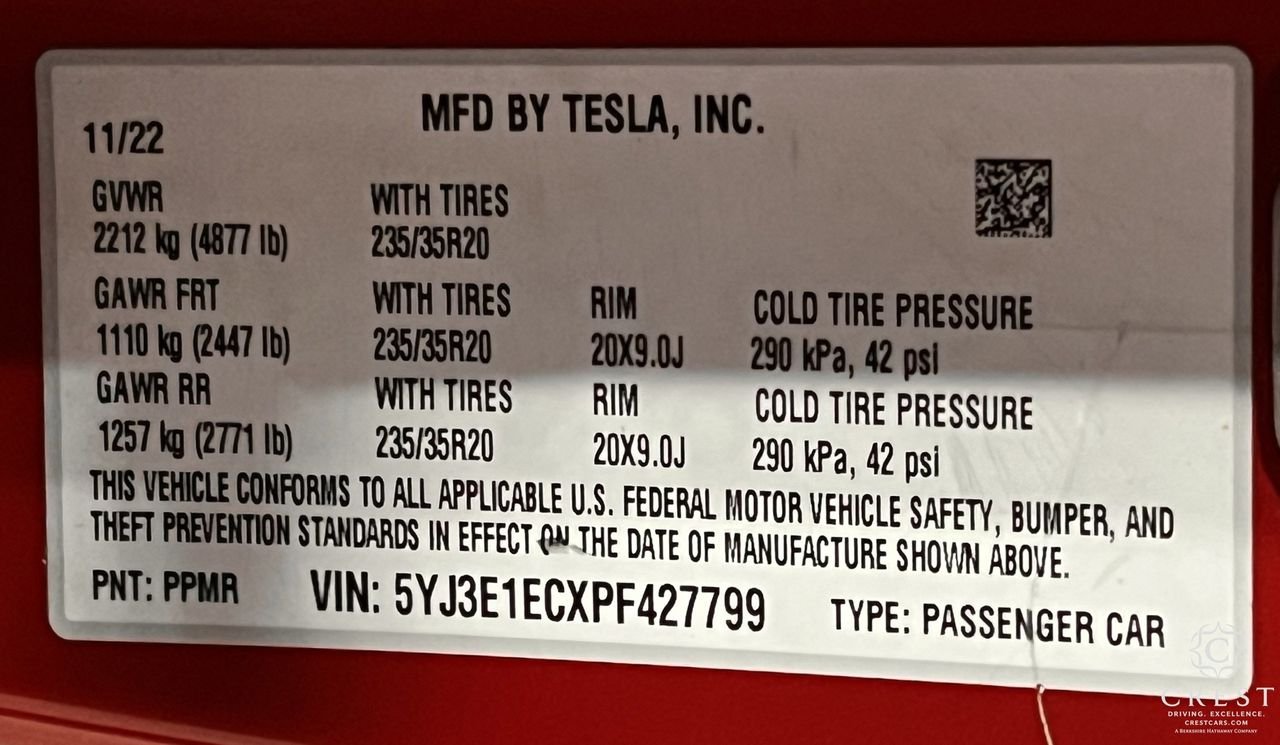 MFD BY TESLA, INC.
11/22
GVWR WITH TIRES
2212 kg (4877 lb) 235/35R20
GAWR FRT WITH TIRES RIM COLD TIRE PRESSURE
1110 kg (2447 lb) 235/35R20 20X9.0J 290 kPa, 42 psi
GAWR RR WITH TIRES RIM COLD TIRE PRESSURE
1257 kg (2771 lb) 235/35R20 20X9.0J 290 kPa, 42 psi
THIS VEHICLE CONFORMS TO ALL APPLICABLE U.S. FEDERAL MOTOR VEHICLE SAFETY, BUMPER, AND
THEFT PREVENTION STANDARDS IN EFFECT ON THE DATE OF MANUFACTURE SHOWN ABOVE.
PNT: PPMR VIN: 5YJ3E1ECXPF427799 TYPE: PASSENGER CAR
C
CREST
DRIVING. EXCELLENCE.
CRESTCARS.COM
A BERKSHIRE HATHAWAY COMPANY